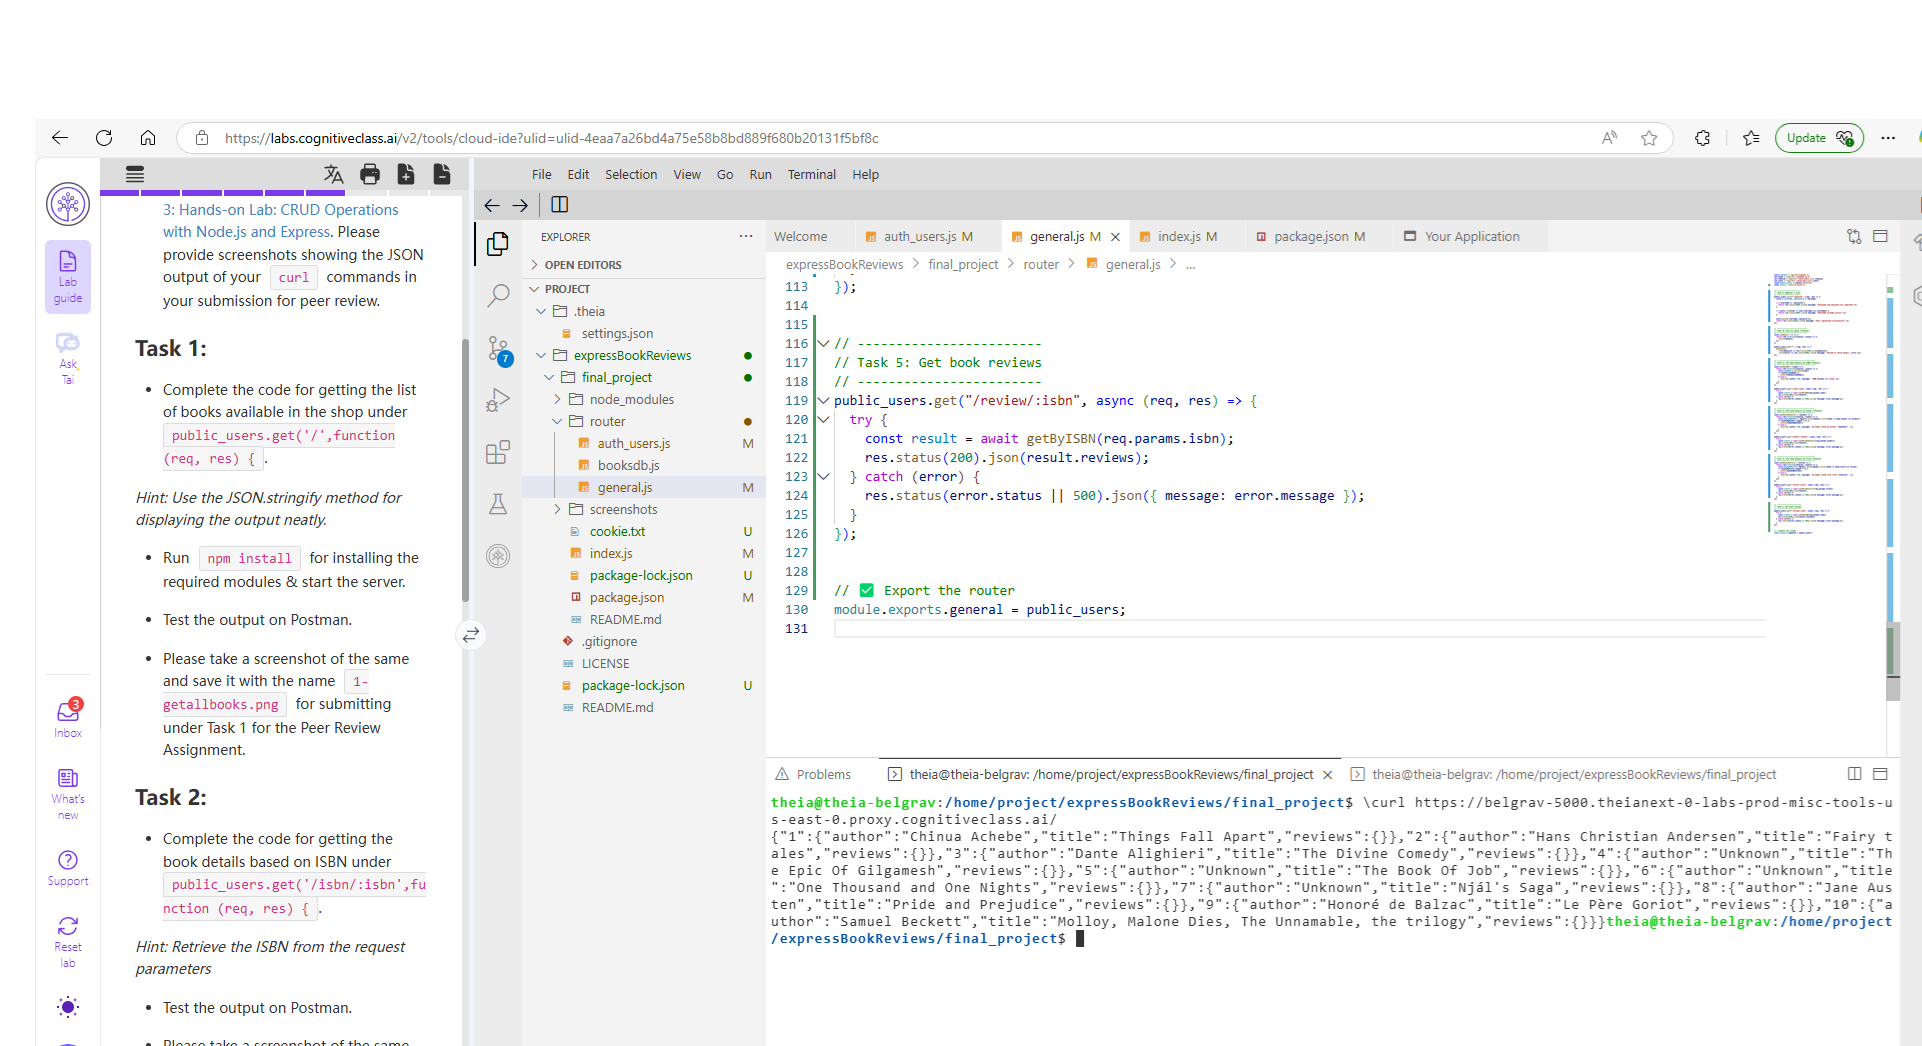 https://labs.cognitiveclass.ai/v2/tools/cloud-ide?ulid=ulid-4eaa7a26bd4a75e58b8bd889f680b20131f5bf8c
Update
File Edit Selection View Go Run Terminal Help
Lab
guide
Ask
Tai
3
Inbox
What's
new
Support
Reset
lab
3: Hands-on Lab: CRUD Operations
with Node.js and Express. Please
provide screenshots showing the JSON
output of your curl commands in
your submission for peer review.
Task 1:
• Complete the code for getting the list
of books available in the shop under
public_users.get('/',function
(req, res) { .
Hint: Use the JSON.stringify method for
displaying the output neatly.
• Run npm install for installing the
required modules & start the server.
• Test the output on Postman.
• Please take a screenshot of the same
and save it with the name 1-
getallbooks.png for submitting
under Task 1 for the Peer Review
Assignment.
Task 2:
• Complete the code for getting the
book details based on ISBN under
public_users.get('/isbn/:isbn',fu
nction (req, res) { .
Hint: Retrieve the ISBN from the request
parameters
• Test the output on Postman.
• Please take a screenshot of the same
7
EXPLORER ...
OPEN EDITORS
PROJECT
.theia
settings.json
expressBookReviews
final_project
node_modules
router
auth_users.js M
booksdb.js
general.js M
screenshots
cookie.txt U
index.js M
package-lock.json U
package.json M
README.md
.gitignore
LICENSE
package-lock.json U
README.md
Welcome auth_users.js M general.js M index.js M package.json M Your Application
expressBookReviews > final_project > router > general.js > ...
113 });
114
115
116 // ------------------------
117 // Task 5: Get book reviews
118 // ------------------------
119 public_users.get("/review/:isbn", async (req, res) => {
120 try {
121 const result = await getByISBN(req.params.isbn);
122 res.status(200).json(result.reviews);
123 } catch (error) {
124 res.status(error.status || 500).json({ message: error.message });
125 }
126 });
127
128
129 // ✅ Export the router
130 module.exports.general = public_users;
131
Problems theia@theia-belgrav: /home/project/expressBookReviews/final_project theia@theia-belgrav: /home/project/expressBookReviews/final_project
theia@theia-belgrav:/home/project/expressBookReviews/final_project$ \curl https://belgrav-5000.theianext-0-labs-prod-misc-tools-u
s-east-0.proxy.cognitiveclass.ai/
{"1":{"author":"Chinua Achebe","title":"Things Fall Apart","reviews":{}},"2":{"author":"Hans Christian Andersen","title":"Fairy t
ales","reviews":{}},"3":{"author":"Dante Alighieri","title":"The Divine Comedy","reviews":{}},"4":{"author":"Unknown","title":"Th
e Epic Of Gilgamesh","reviews":{}},"5":{"author":"Unknown","title":"The Book Of Job","reviews":{}},"6":{"author":"Unknown","title
":"One Thousand and One Nights","reviews":{}},"7":{"author":"Unknown","title":"Njál's Saga","reviews":{}},"8":{"author":"Jane Aus
ten","title":"Pride and Prejudice","reviews":{}},"9":{"author":"Honoré de Balzac","title":"Le Père Goriot","reviews":{}},"10":{"a
uthor":"Samuel Beckett","title":"Molloy, Malone Dies, The Unnamable, the trilogy","reviews":{}}}theia@theia-belgrav:/home/project
/expressBookReviews/final_project$